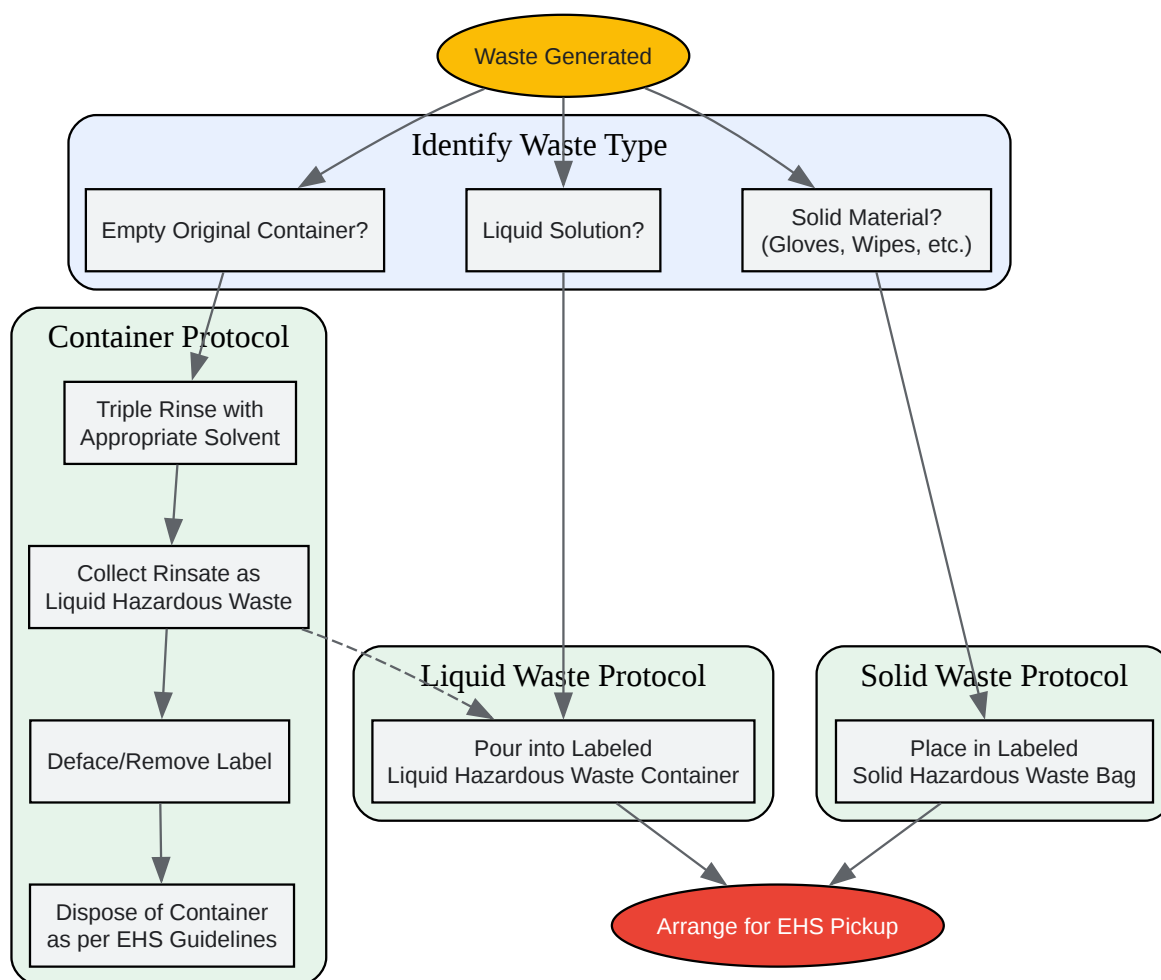 Waste Generated
Identify Waste Type
Empty Original Container?
Liquid Solution?
Solid Material?
(Gloves, Wipes, etc.)
Container Protocol
Triple Rinse with
Appropriate Solvent
Collect Rinsate as
Liquid Hazardous Waste
Deface/Remove Label
Dispose of Container
as per EHS Guidelines
Liquid Waste Protocol
Pour into Labeled
Liquid Hazardous Waste Container
Solid Waste Protocol
Place in Labeled
Solid Hazardous Waste Bag
Arrange for EHS Pickup